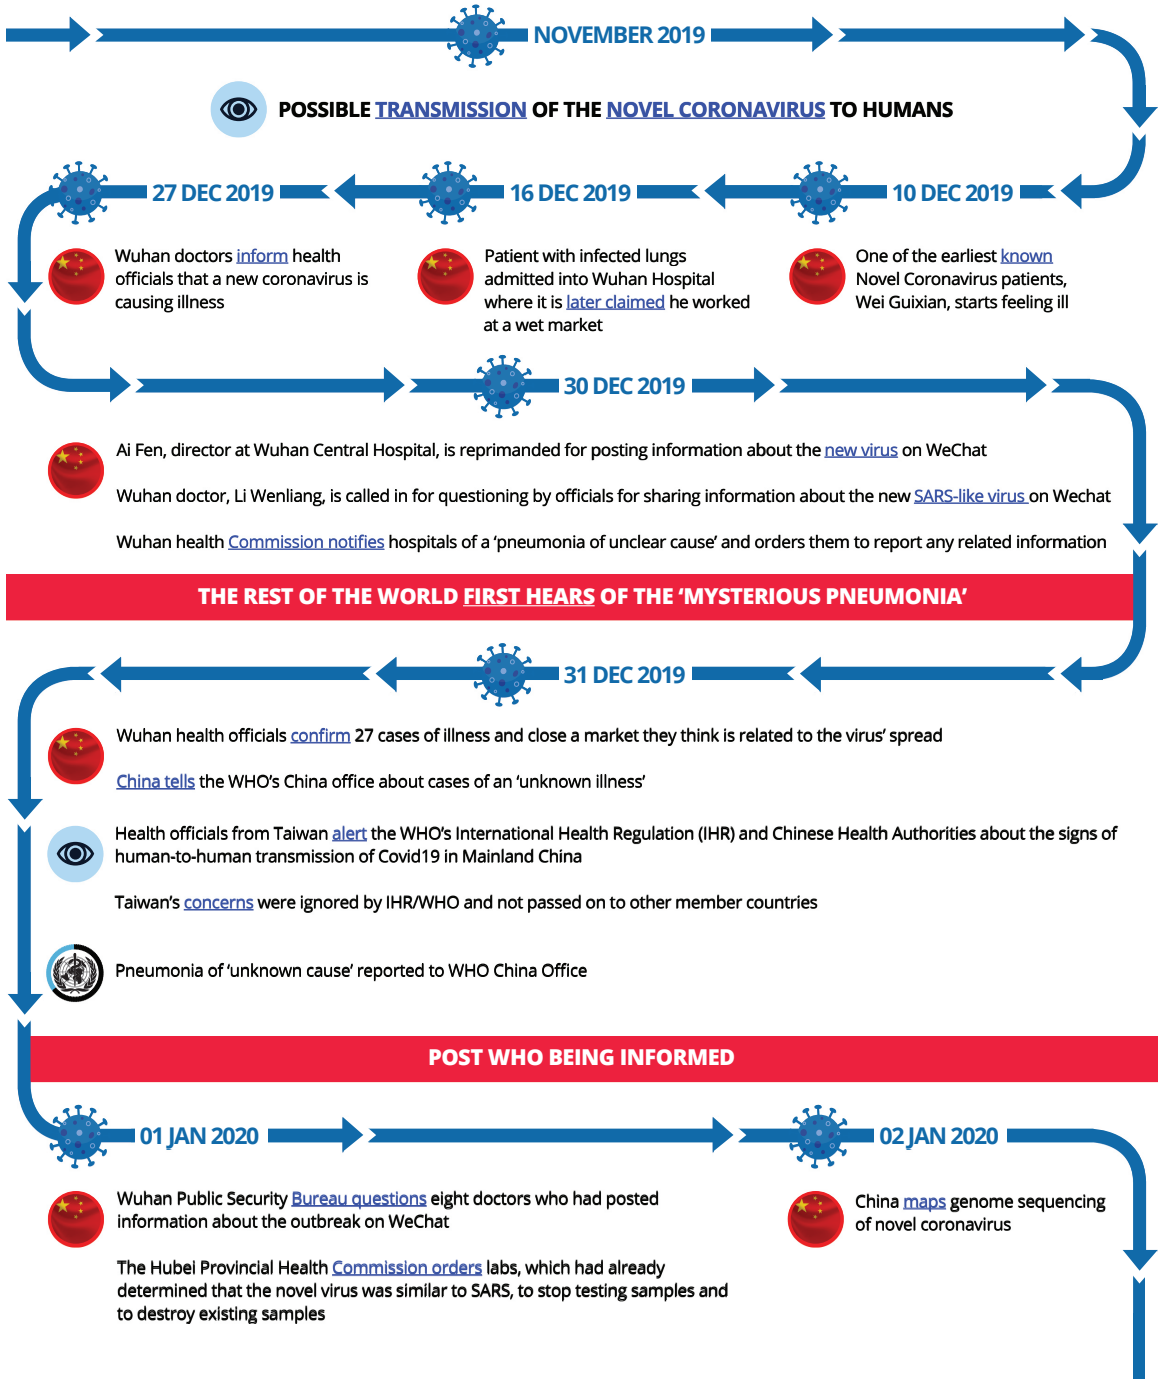 NOVEMBER 2019
POSSIBLE TRANSMISSION OF THE NOVEL CORONAVIRUS TO HUMANS
10 DEC 2019
One of the earliest known
Novel Coronavirus patients,
Wei Guixian, starts feeling ill
16 DEC 2019
Patient with infected lungs
admitted into Wuhan Hospital
where it is later claimed he worked
at a wet market
27 DEC 2019
Wuhan doctors inform health
officials that a new coronavirus is
causing illness
30 DEC 2019
Ai Fen, director at Wuhan Central Hospital, is reprimanded for posting information about the new virus on WeChat
Wuhan doctor, Li Wenliang, is called in for questioning by officials for sharing information about the new SARS-like virus on Wechat
Wuhan health Commission notifies hospitals of a ‘pneumonia of unclear cause’ and orders them to report any related information
THE REST OF THE WORLD FIRST HEARS OF THE ‘MYSTERIOUS PNEUMONIA’
31 DEC 2019
Wuhan health officials confirm 27 cases of illness and close a market they think is related to the virus’ spread
China tells the WHO’s China office about cases of an ‘unknown illness’
Health officials from Taiwan alert the WHO’s International Health Regulation (IHR) and Chinese Health Authorities about the signs of
human-to-human transmission of Covid19 in Mainland China
Taiwan’s concerns were ignored by IHR/WHO and not passed on to other member countries
Pneumonia of ‘unknown cause’ reported to WHO China Office
POST WHO BEING INFORMED
01 JAN 2020
Wuhan Public Security Bureau questions eight doctors who had posted
information about the outbreak on WeChat
The Hubei Provincial Health Commission orders labs, which had already
determined that the novel virus was similar to SARS, to stop testing samples and
to destroy existing samples
02 JAN 2020
China maps genome sequencing
of novel coronavirus